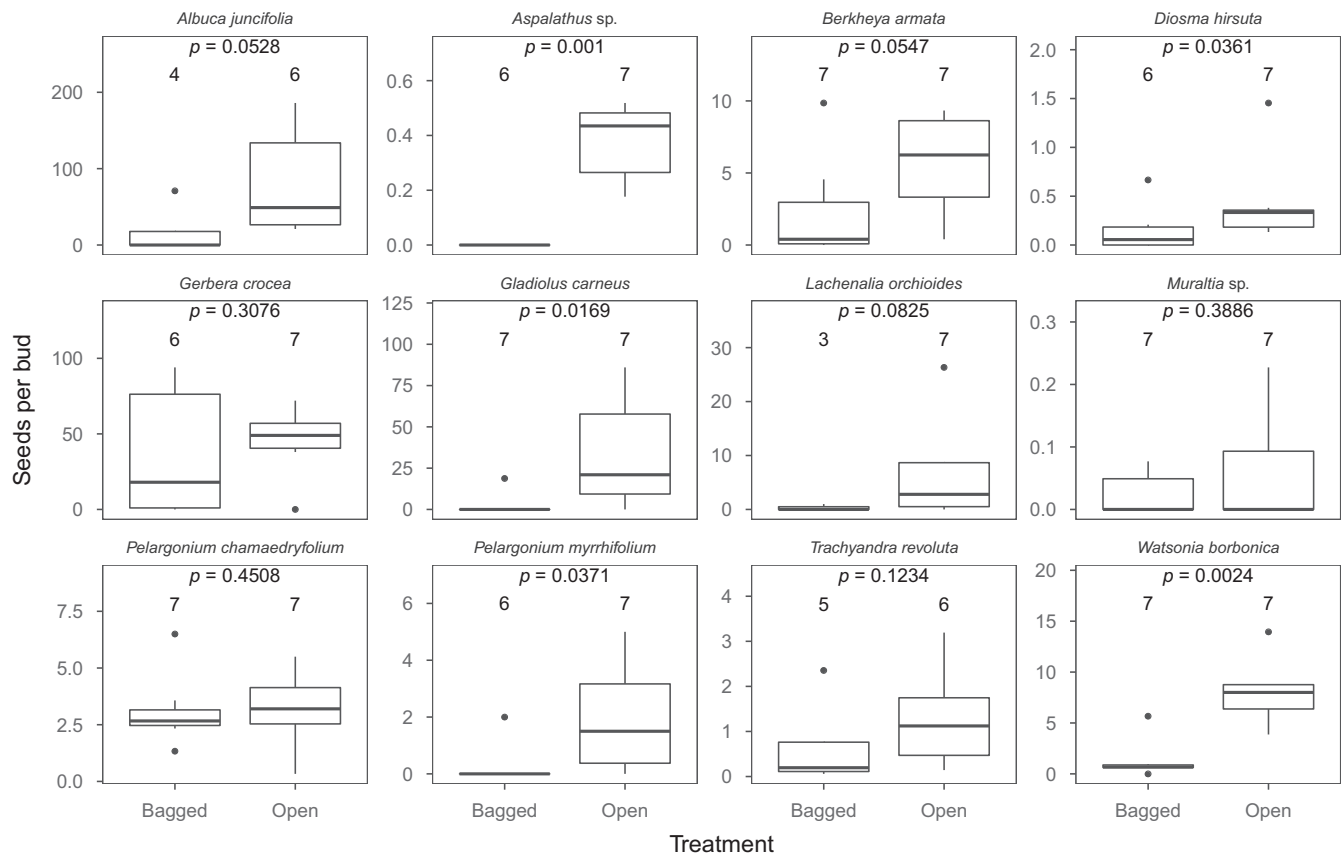 Albuca juncifolia
Aspalathus sp.
Berkheya armata
Diosma hirsuta
p = 0.0528
p = 0.001
p = 0.0547
p = 0.0361
4 6
6 7
7 7
6 7
200
100
0
0.6
0.4
0.2
0.0
10
5
0
2.0
1.5
1.0
0.5
0.0
Gerbera crocea
Gladiolus carneus
Lachenalia orchioides
Muraltia sp.
p = 0.3076
p = 0.0169
p = 0.0825
p = 0.3886
6 7
7 7
3 7
7 7
100
50
0
125
100
75
50
25
0
30
20
10
0
0.3
0.2
0.1
0.0
Seeds per bud
Pelargonium chamaedryfolium
Pelargonium myrrhifolium
Trachyandra revoluta
Watsonia borbonica
p = 0.4508
p = 0.0371
p = 0.1234
p = 0.0024
7 7
6 7
5 6
7 7
7.5
5.0
2.5
0.0
6
4
2
0
4
3
2
1
0
20
15
10
5
0
Bagged Open
Bagged Open
Bagged Open
Bagged Open
Treatment